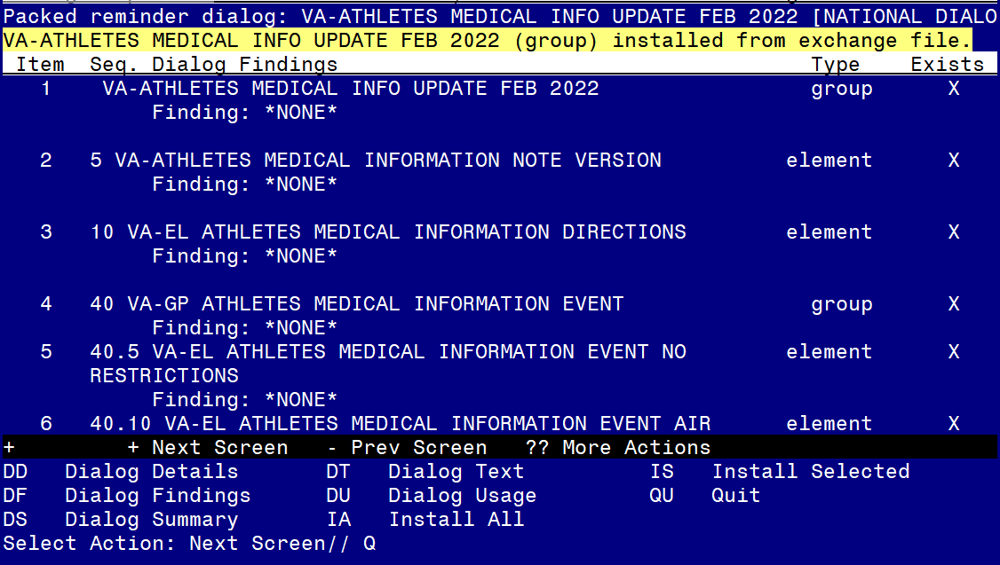 Packed reminder dialog: VA-ATHLETES MEDICAL INFO UPDATE FEB 2022 [NATIONAL DIALO
VA-ATHLETES MEDICAL INFO UPDATE FEB 2022 (group) installed from exchange file.
Item  Seq. Dialog Findings                                      Type    Exists
1    VA-ATHLETES MEDICAL INFO UPDATE FEB 2022                 group      X
Finding: *NONE*
2   5 VA-ATHLETES MEDICAL INFORMATION NOTE VERSION          element      X
Finding: *NONE*
3   10 VA-EL ATHLETES MEDICAL INFORMATION DIRECTIONS        element      X
Finding: *NONE*
4   40 VA-GP ATHLETES MEDICAL INFORMATION EVENT               group      X
Finding: *NONE*
5   40.5 VA-EL ATHLETES MEDICAL INFORMATION EVENT NO        element      X
RESTRICTIONS
Finding: *NONE*
6   40.10 VA-EL ATHLETES MEDICAL INFORMATION EVENT AIR      element      X
+         + Next Screen   - Prev Screen   ?? More Actions
DD   Dialog Details       DT   Dialog Text          IS   Install Selected
DF   Dialog Findings      DU   Dialog Usage         QU   Quit
DS   Dialog Summary       IA   Install All
Select Action: Next Screen// Q